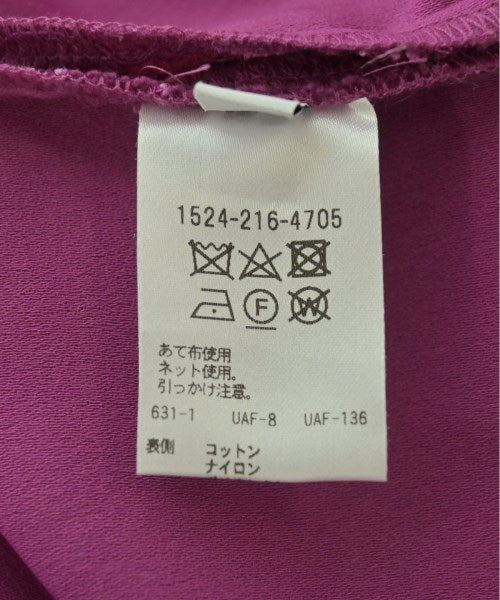 1524-216-4705
F W
あて布使用
ネット使用。
引っかけ注意。
631-1 UAF-8 UAF-136
表側 コットン
ナイロン